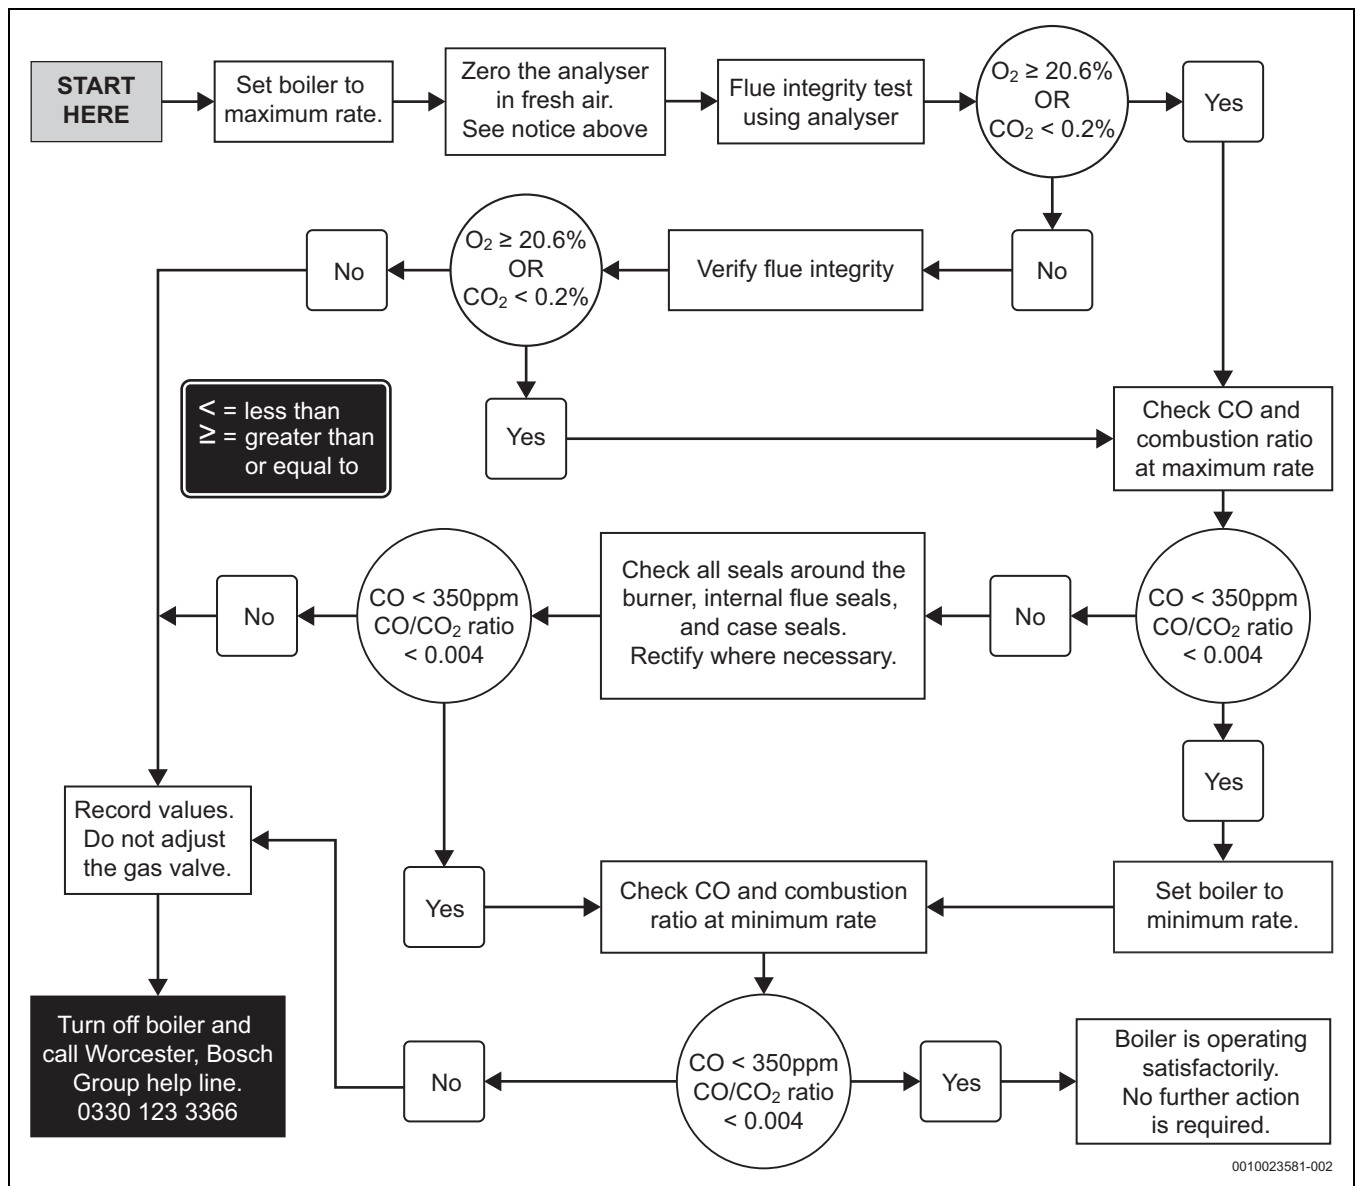 START
HERE
Set boiler to
maximum rate.
Zero the analyser
in fresh air.
See notice above
Flue integrity test
using analyser
O₂ ≥ 20.6%
OR
CO₂ < 0.2%
Yes
No
O₂ ≥ 20.6%
OR
CO₂ < 0.2%
Verify flue integrity
No
< = less than
≥ = greater than
or equal to
Yes
Check CO and
combustion ratio
at maximum rate
No
CO < 350ppm
CO/CO₂ ratio
< 0.004
Check all seals around the
burner, internal flue seals,
and case seals.
Rectify where necessary.
No
CO < 350ppm
CO/CO₂ ratio
< 0.004
Yes
Record values.
Do not adjust
the gas valve.
Yes
Check CO and combustion
ratio at minimum rate
Set boiler to
minimum rate.
Turn off boiler and
call Worcester, Bosch
Group help line.
0330 123 3366
No
CO < 350ppm
CO/CO₂ ratio
< 0.004
Yes
Boiler is operating
satisfactorily.
No further action
is required.
0010023581-002